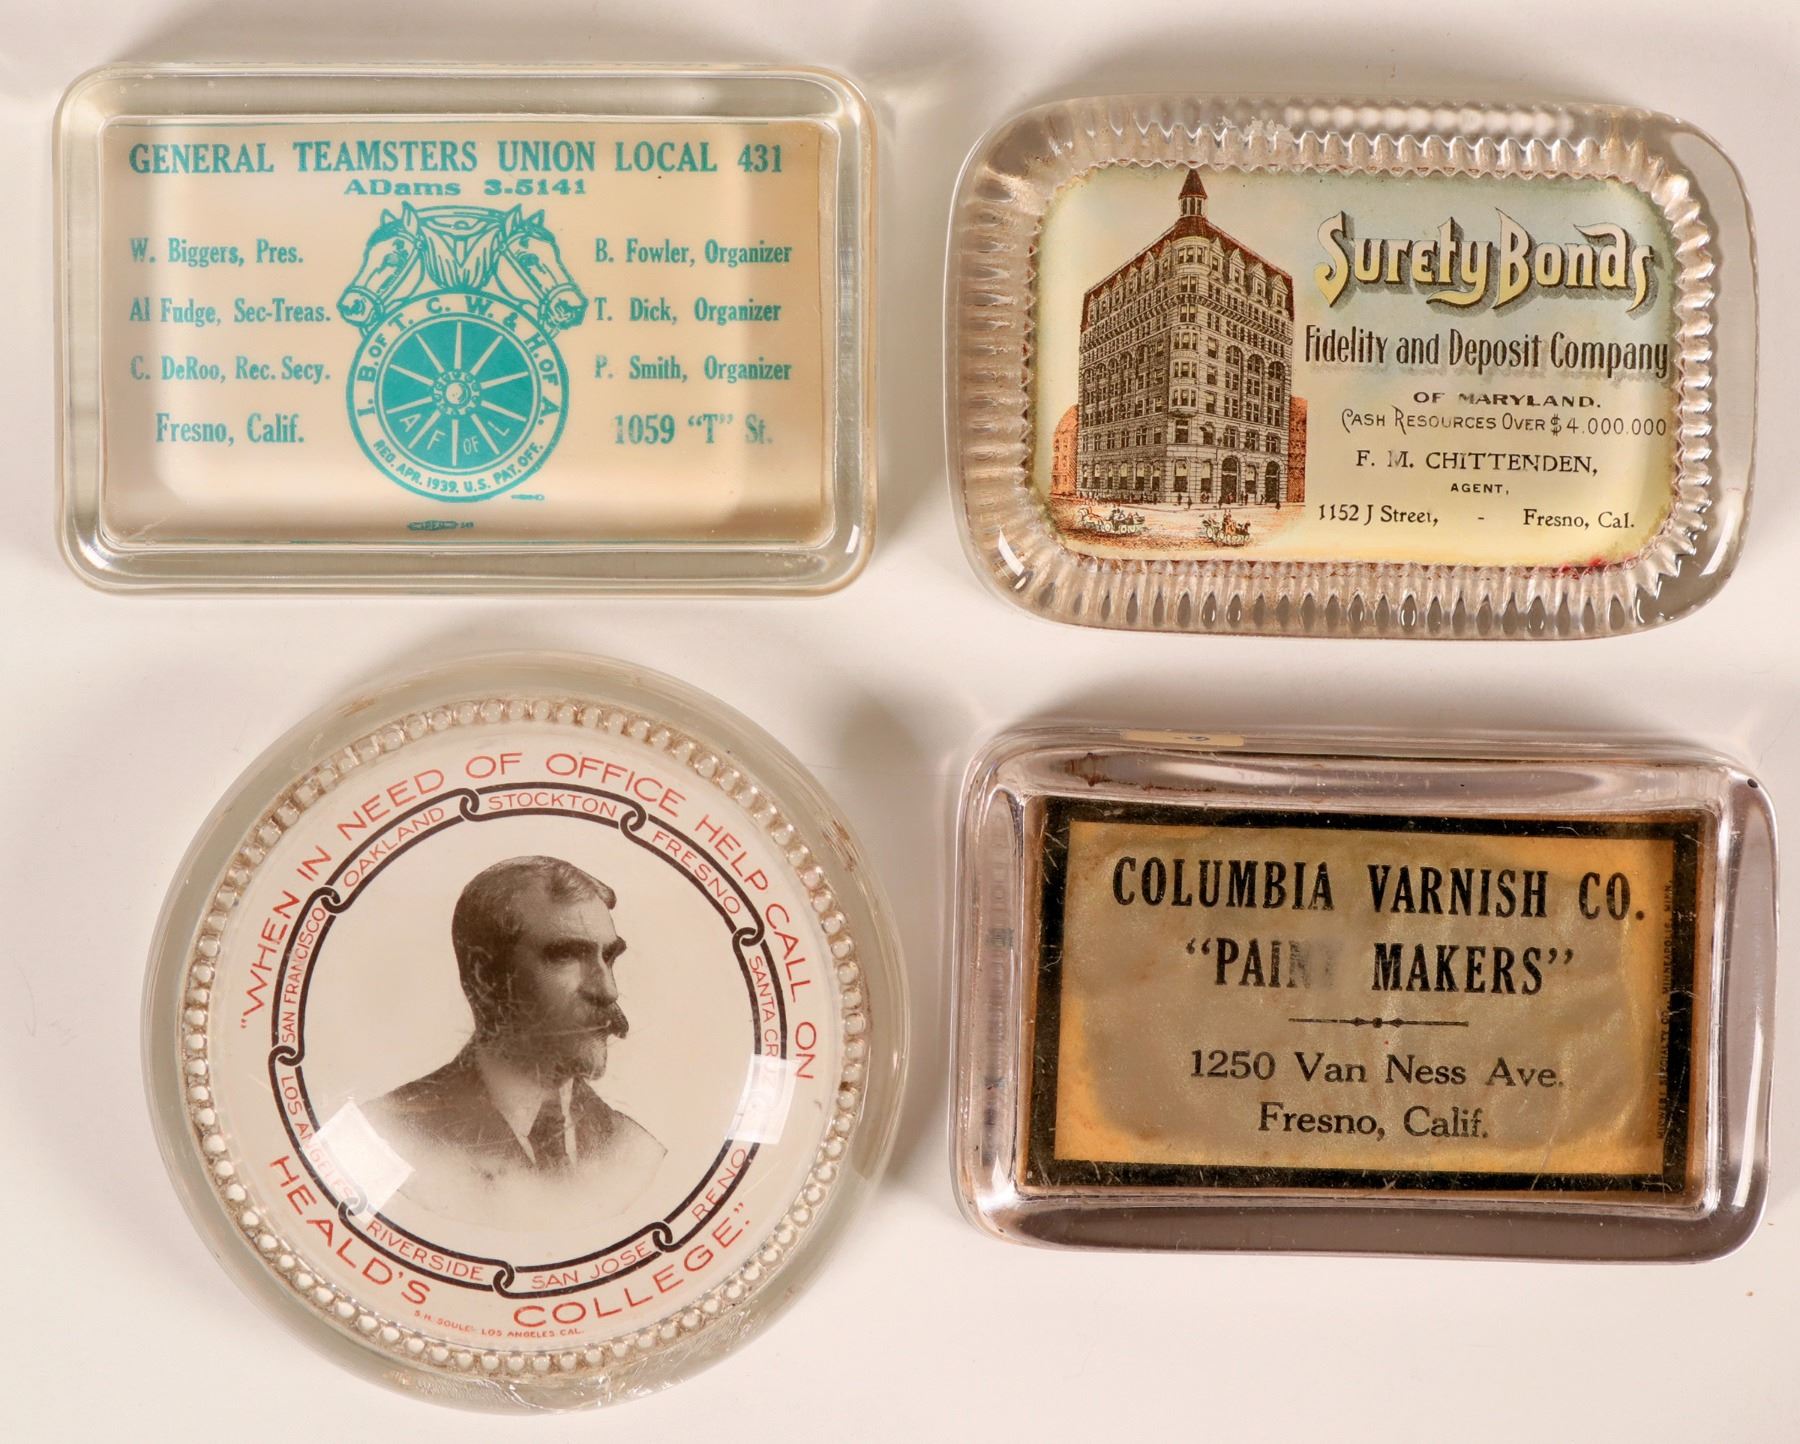 GENERAL TEAMSTERS UNION LOCAL 431
ADams 3-5141
W. Biggers, Pres.
Al Fudge, Sec-Treas.
C. DeRoo, Rec. Secy.
Fresno, Calif.
I. B. OF T. C. W. & H. OF A.
A F OF L
REG. APR. 1939. U.S. PAT. OFF.
B. Fowler, Organizer
T. Dick, Organizer
P. Smith, Organizer
1059 "T" St.
Surety Bonds
Fidelity and Deposit Company
OF MARYLAND.
CASH RESOURCES OVER $4.000.000
F. M. CHITTENDEN,
AGENT,
1152 J Street, - Fresno, Cal.
"WHEN IN NEED OF OFFICE HELP CALL ON
HEALD'S COLLEGE."
SAN FRANCISCO
OAKLAND
STOCKTON
FRESNO
SANTA CRUZ
RENO
SAN JOSE
RIVERSIDE
LOS ANGELES
S.H. SOULE. LOS ANGELES. CAL.
COLUMBIA VARNISH CO.
"PAINT MAKERS"
1250 Van Ness Ave.
Fresno, Calif.